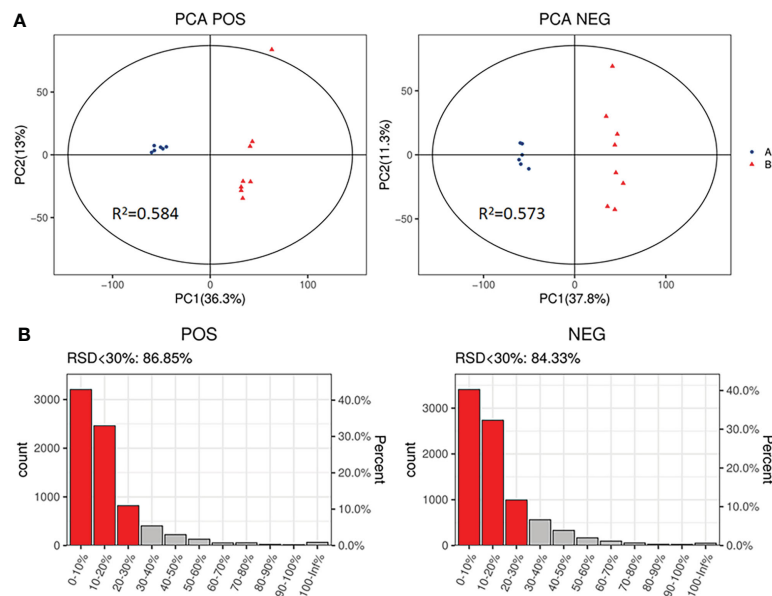 A
PCA POS
PCA NEG
PC2(13%)
50
0
−50
R²=0.584
−100
0
100
PC1(36.3%)
PC2(11.3%)
50
0
−50
R²=0.573
−100
0
100
PC1(37.8%)
A
B
B
POS
NEG
RSD<30%: 86.85%
RSD<30%: 84.33%
count
3000
2000
1000
0
40.0%
30.0%
20.0%
10.0%
0.0%
Percent
0-10%
10-20%
20-30%
30-40%
40-50%
50-60%
60-70%
70-80%
80-90%
90-100%
100-Inf%
count
3000
2000
1000
0
40.0%
30.0%
20.0%
10.0%
0.0%
Percent
0-10%
10-20%
20-30%
30-40%
40-50%
50-60%
60-70%
70-80%
80-90%
90-100%
100-Inf%